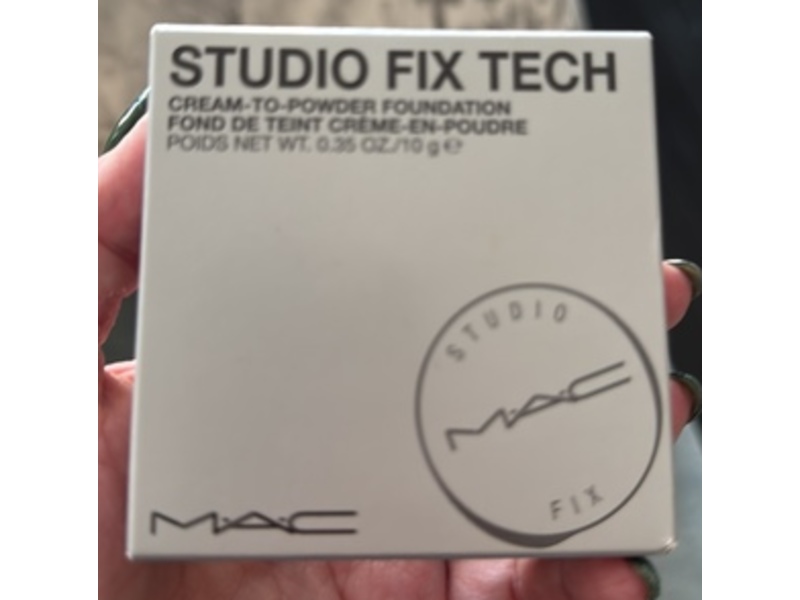 STUDIO FIX TECH
CREAM-TO-POWDER FOUNDATION
FOND DE TEINT CRÈME-EN-POUDRE
POIDS NET WT. 0.35 OZ./10 g ℮
STUDIO
M·A·C
FIX
M·A·C